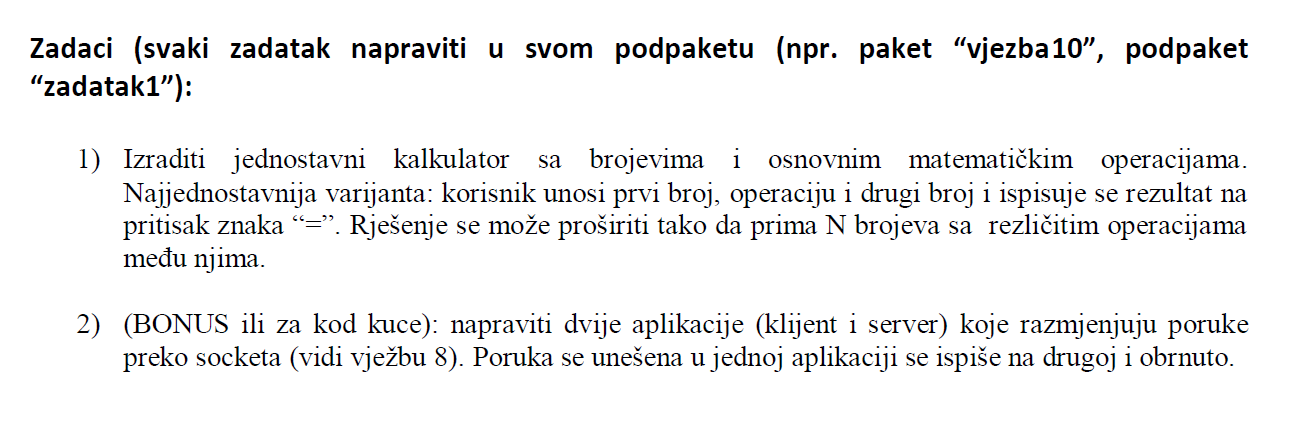 Zadaci (svaki zadatak napraviti u svom podpaketu (npr. paket “vjezba10”, podpaket
“zadatak1”):
1) Izraditi jednostavni kalkulator sa brojevima i osnovnim matematičkim operacijama.
Najjednostavnija varijanta: korisnik unosi prvi broj, operaciju i drugi broj i ispisuje se rezultat na
pritisak znaka “=”. Rješenje se može proširiti tako da prima N brojeva sa rezličitim operacijama
među njima.
2) (BONUS ili za kod kuce): napraviti dvije aplikacije (klijent i server) koje razmjenjuju poruke
preko socketa (vidi vježbu 8). Poruka se unešena u jednoj aplikaciji se ispiše na drugoj i obrnuto.